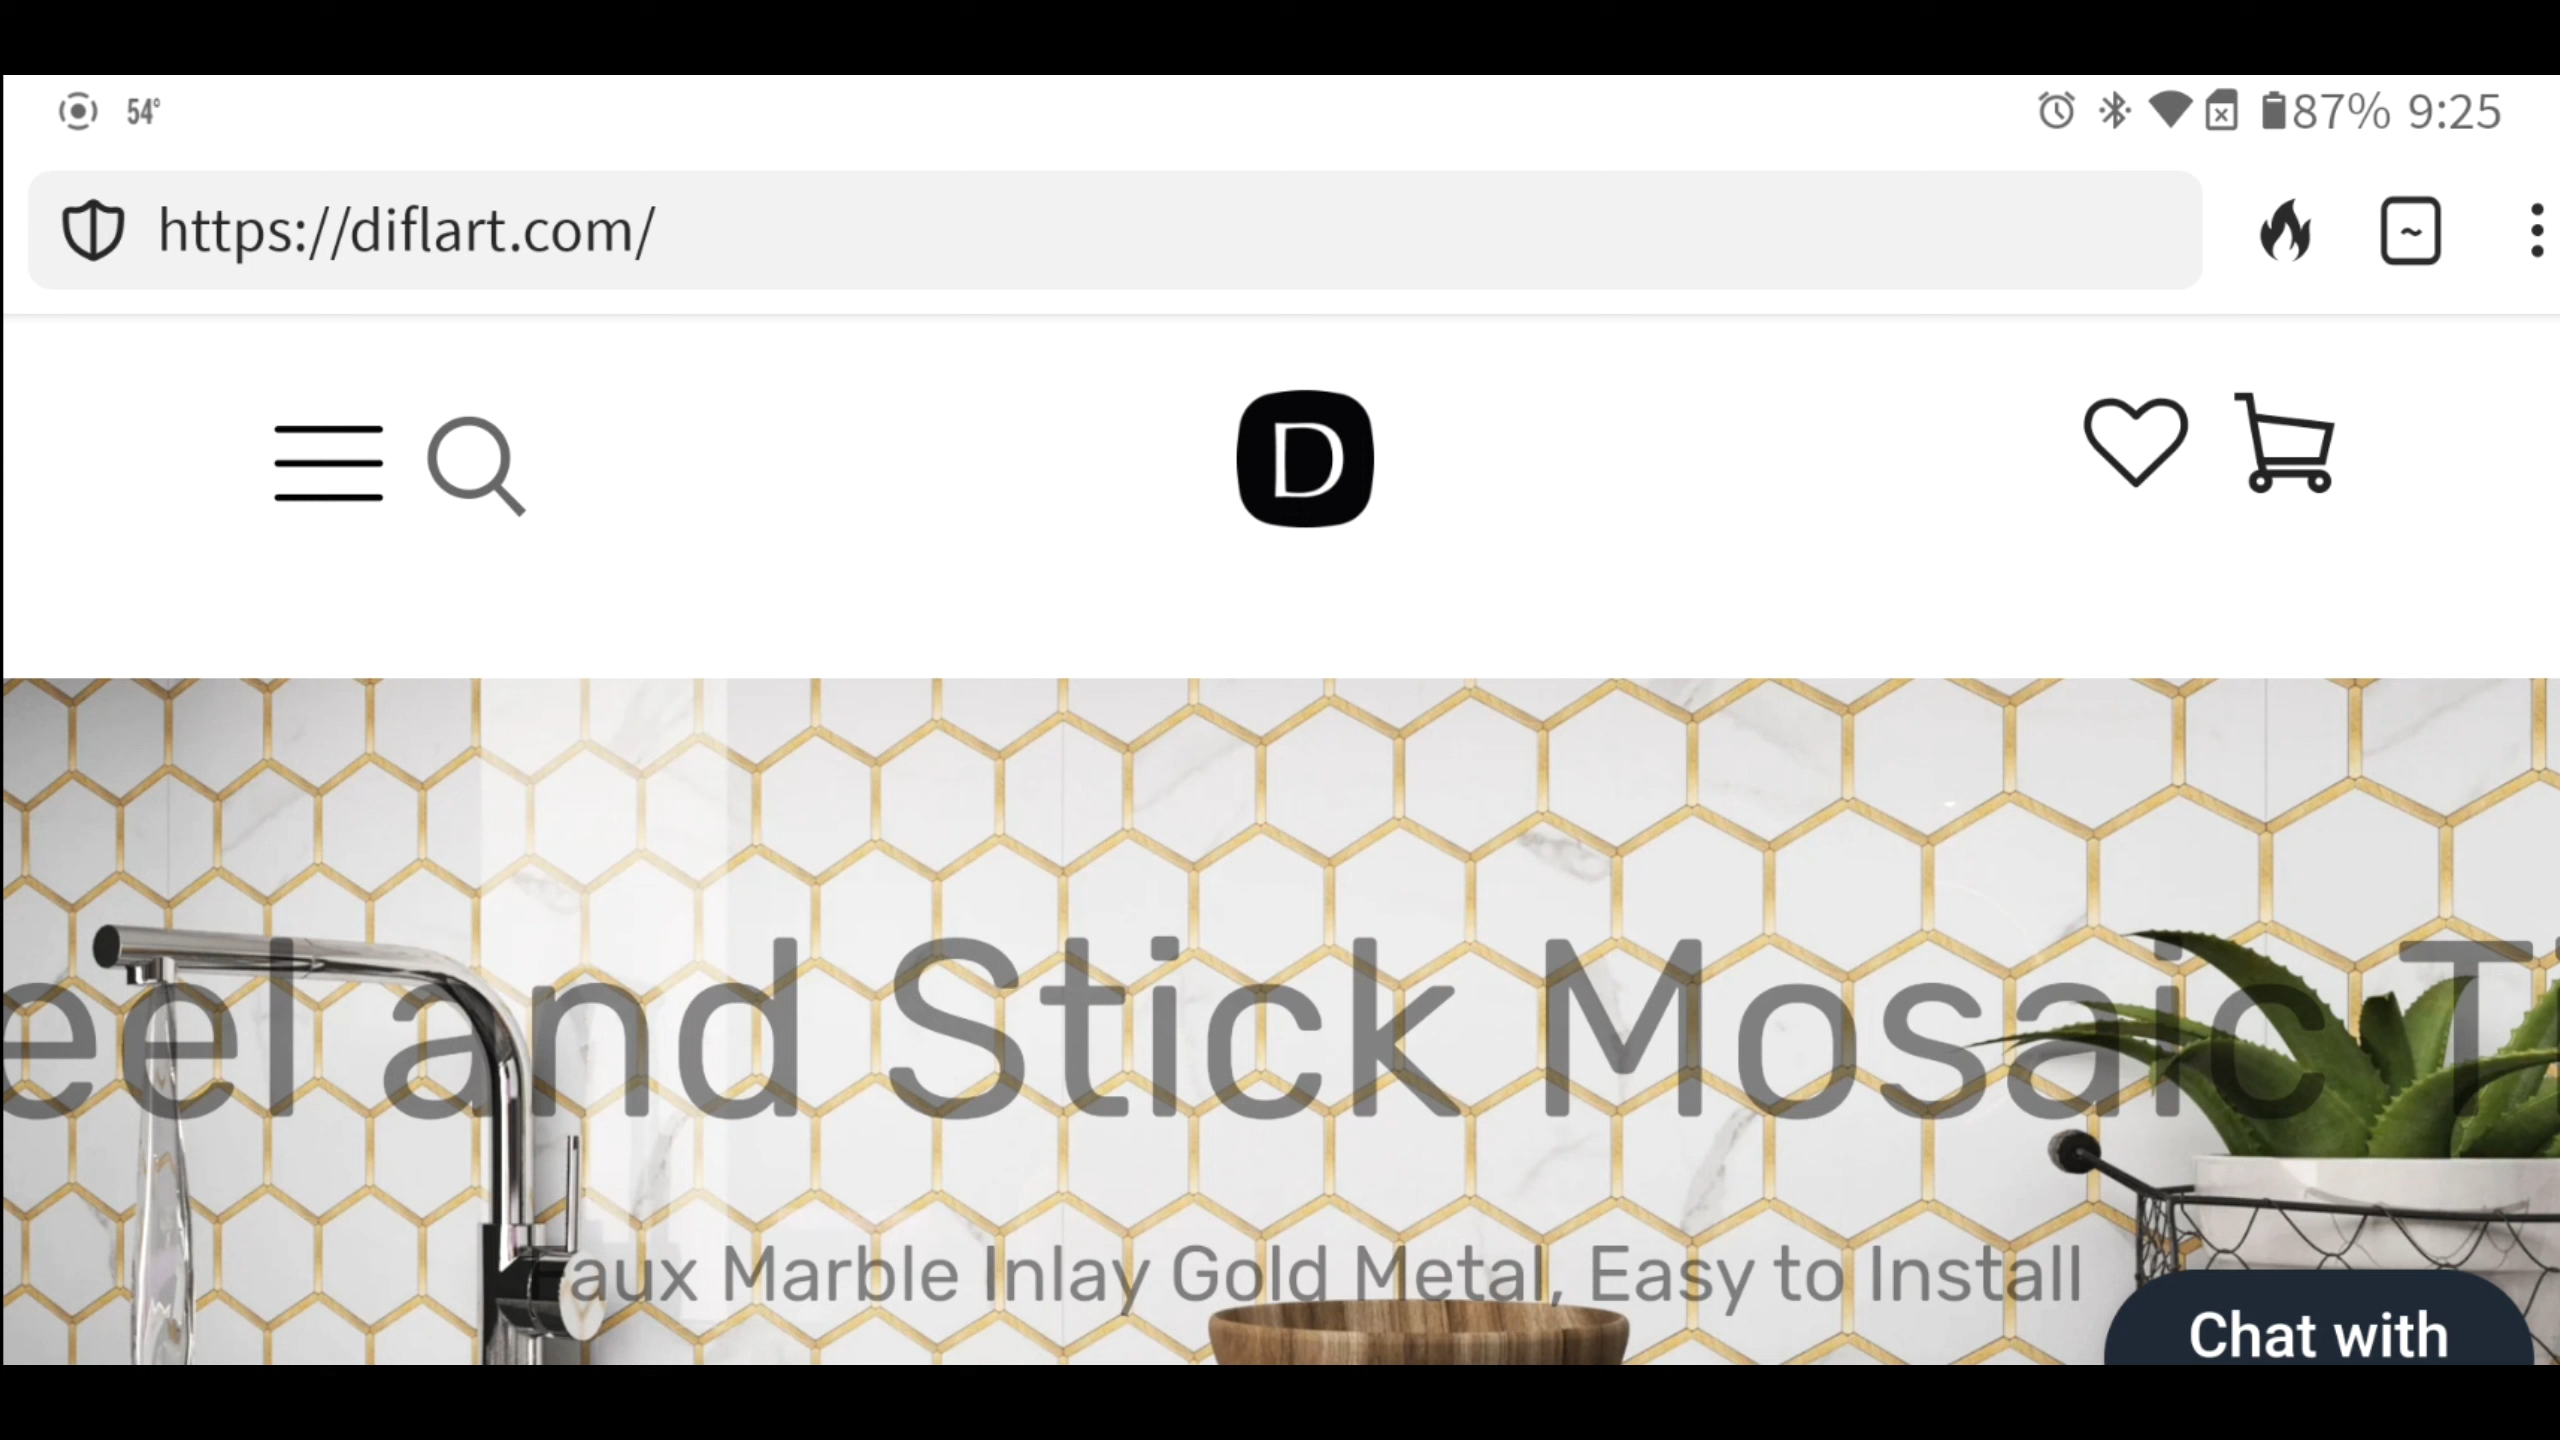 54°
87% 9:25
https://diflart.com/
D
eel and Stick Mosaic T
aux Marble Inlay Gold Metal, Easy to Install
Chat with